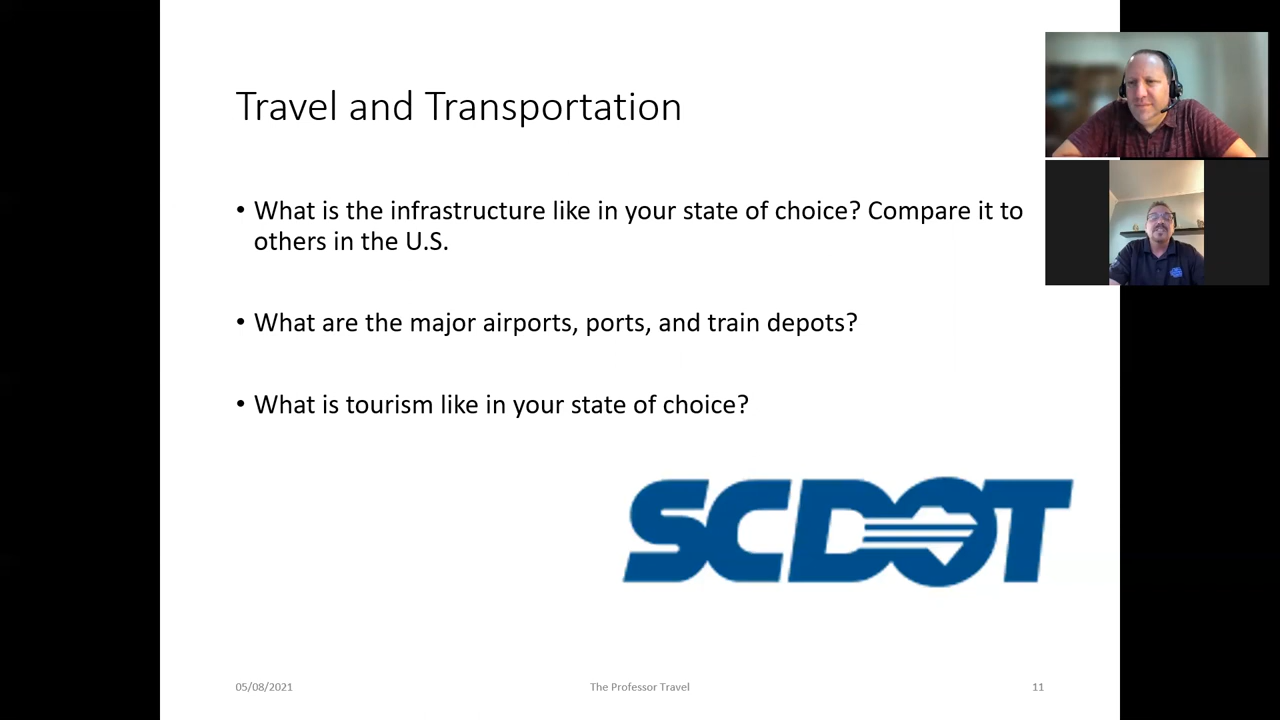 Travel and Transportation
• What is the infrastructure like in your state of choice? Compare it to
others in the U.S.
• What are the major airports, ports, and train depots?
• What is tourism like in your state of choice?
SCDOT
05/08/2021
The Professor Travel
11